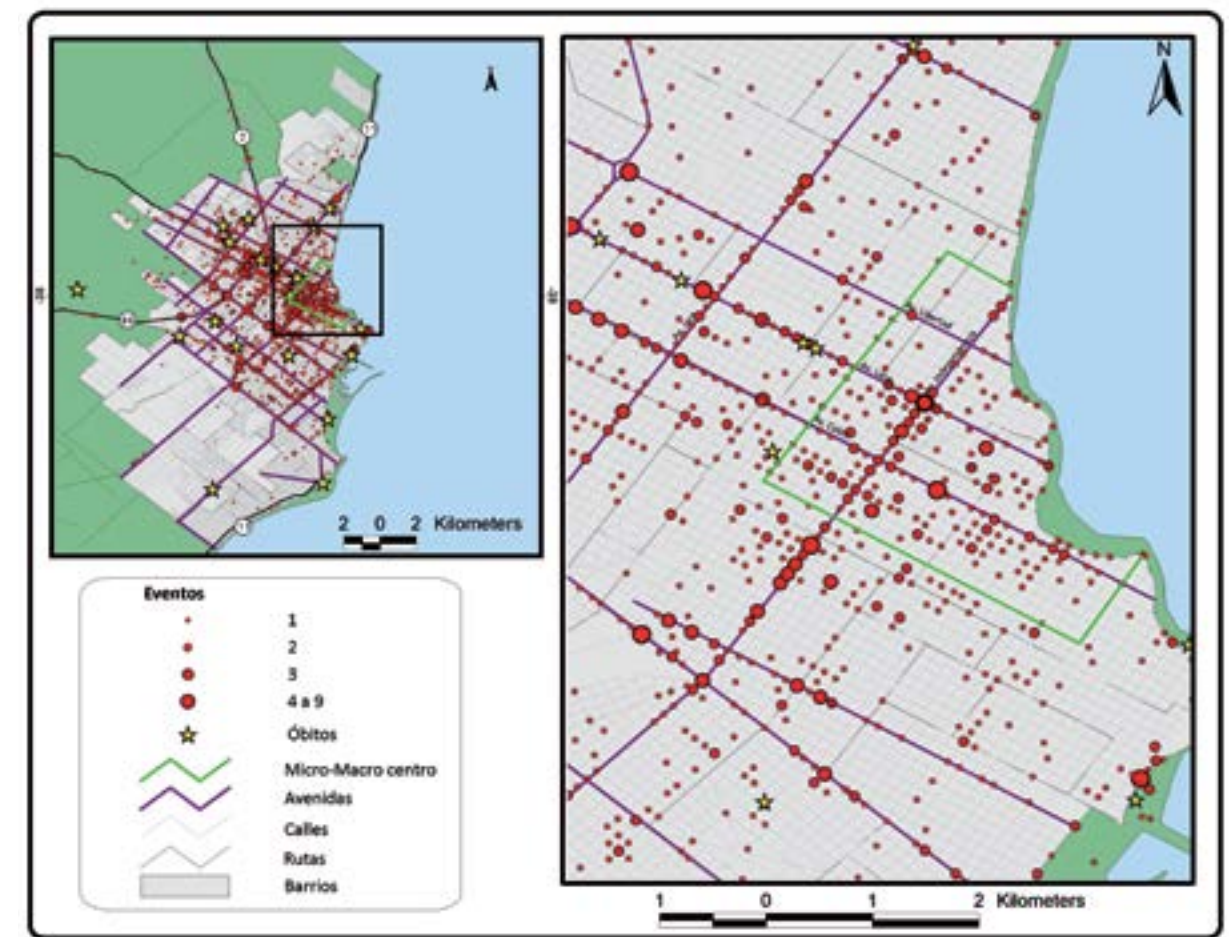 N
2
2 0 2 Kilometers
Eventos
1
2
3
4 a 9
Óbitos
Micro-Macro centro
Avenidas
Calles
Rutas
Barrios
1 0 1 2 Kilometers